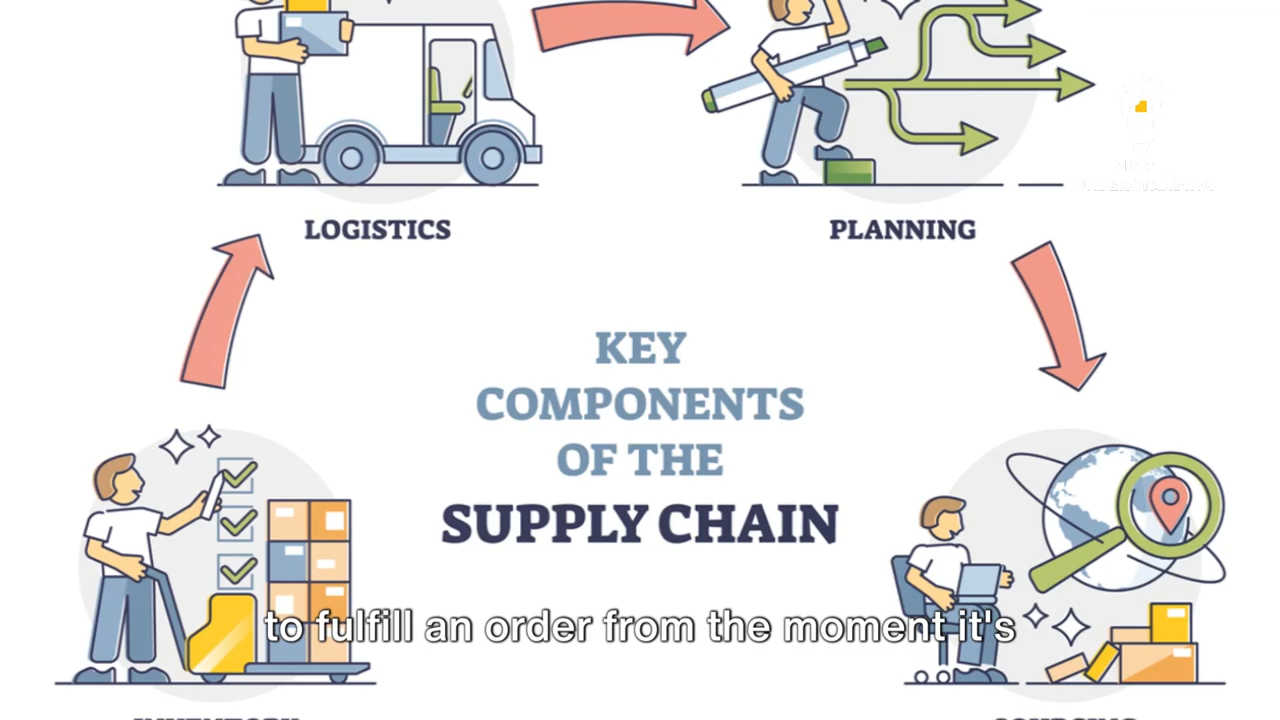 LOGISTICS
PLANNING
KEY
COMPONENTS
OF THE
SUPPLY CHAIN
to fulfill an order from the moment it's